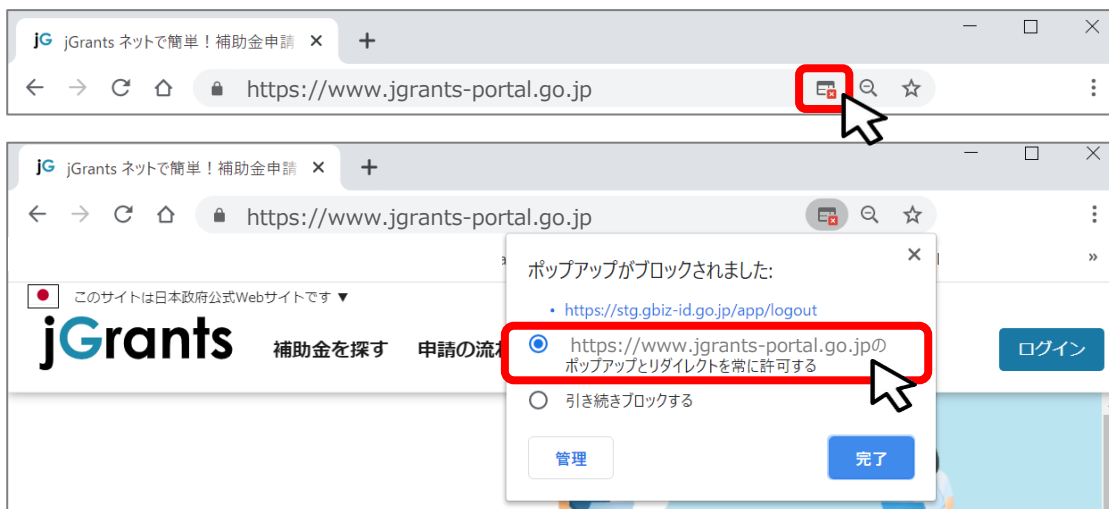 jG jGrants ネットで簡単！補助金申請
https://www.jgrants-portal.go.jp
jG jGrants ネットで簡単！補助金申請
https://www.jgrants-portal.go.jp
このサイトは日本政府公式Webサイトです ▼
jGrants 補助金を探す 申請の流れ ログイン
ポップアップがブロックされました:
• https://stg.gbiz-id.go.jp/app/logout
https://www.jgrants-portal.go.jpの
ポップアップとリダイレクトを常に許可する
引き続きブロックする
管理 完了